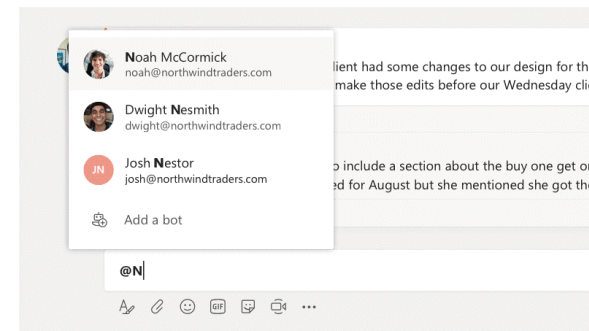 Noah McCormick
noah@northwindtraders.com
lient had some changes to our design for th
make those edits before our Wednesday cli
Dwight Nesmith
dwight@northwindtraders.com
JN
Josh Nestor
josh@northwindtraders.com
o include a section about the buy one get o
ed for August but she mentioned she got the
Add a bot
@N
GIF